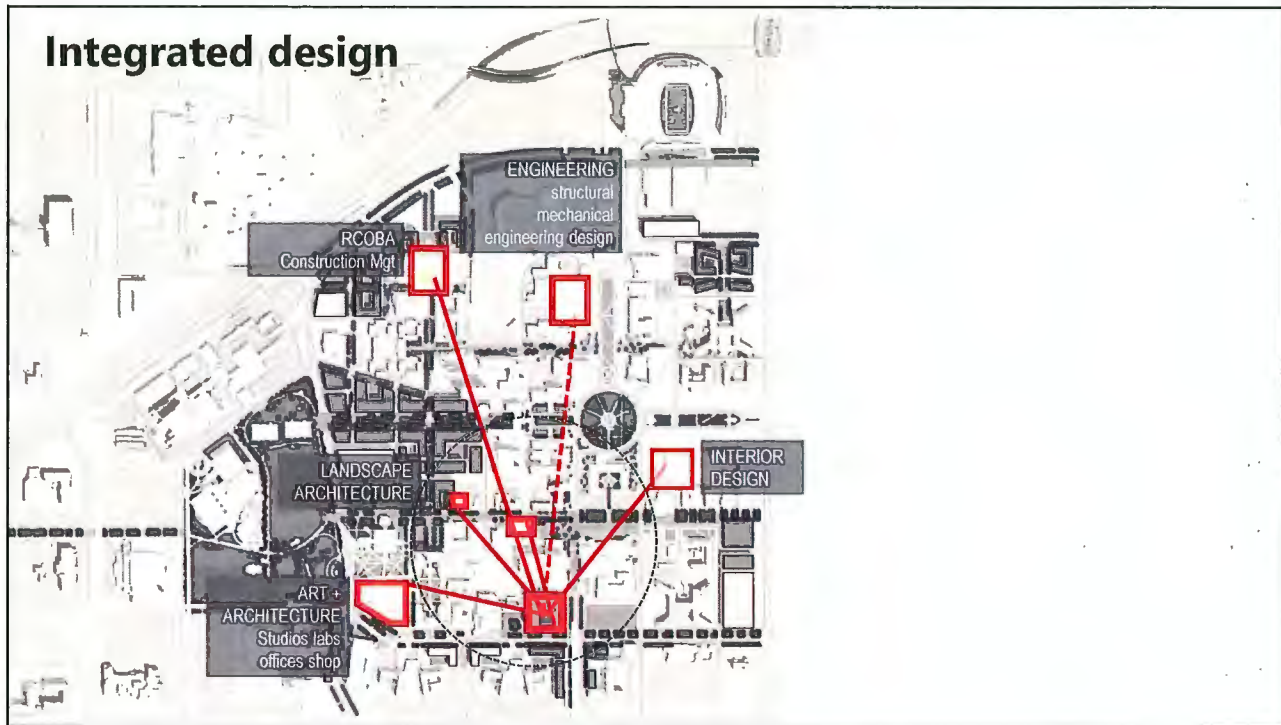 Integrated design
ENGINEERING
structural
mechanical
engineering design
RCOBA
Construction Mgt
LANDSCAPE
ARCHITECTURE
INTERIOR
DESIGN
ART +
ARCHITECTURE
Studios labs
offices shop